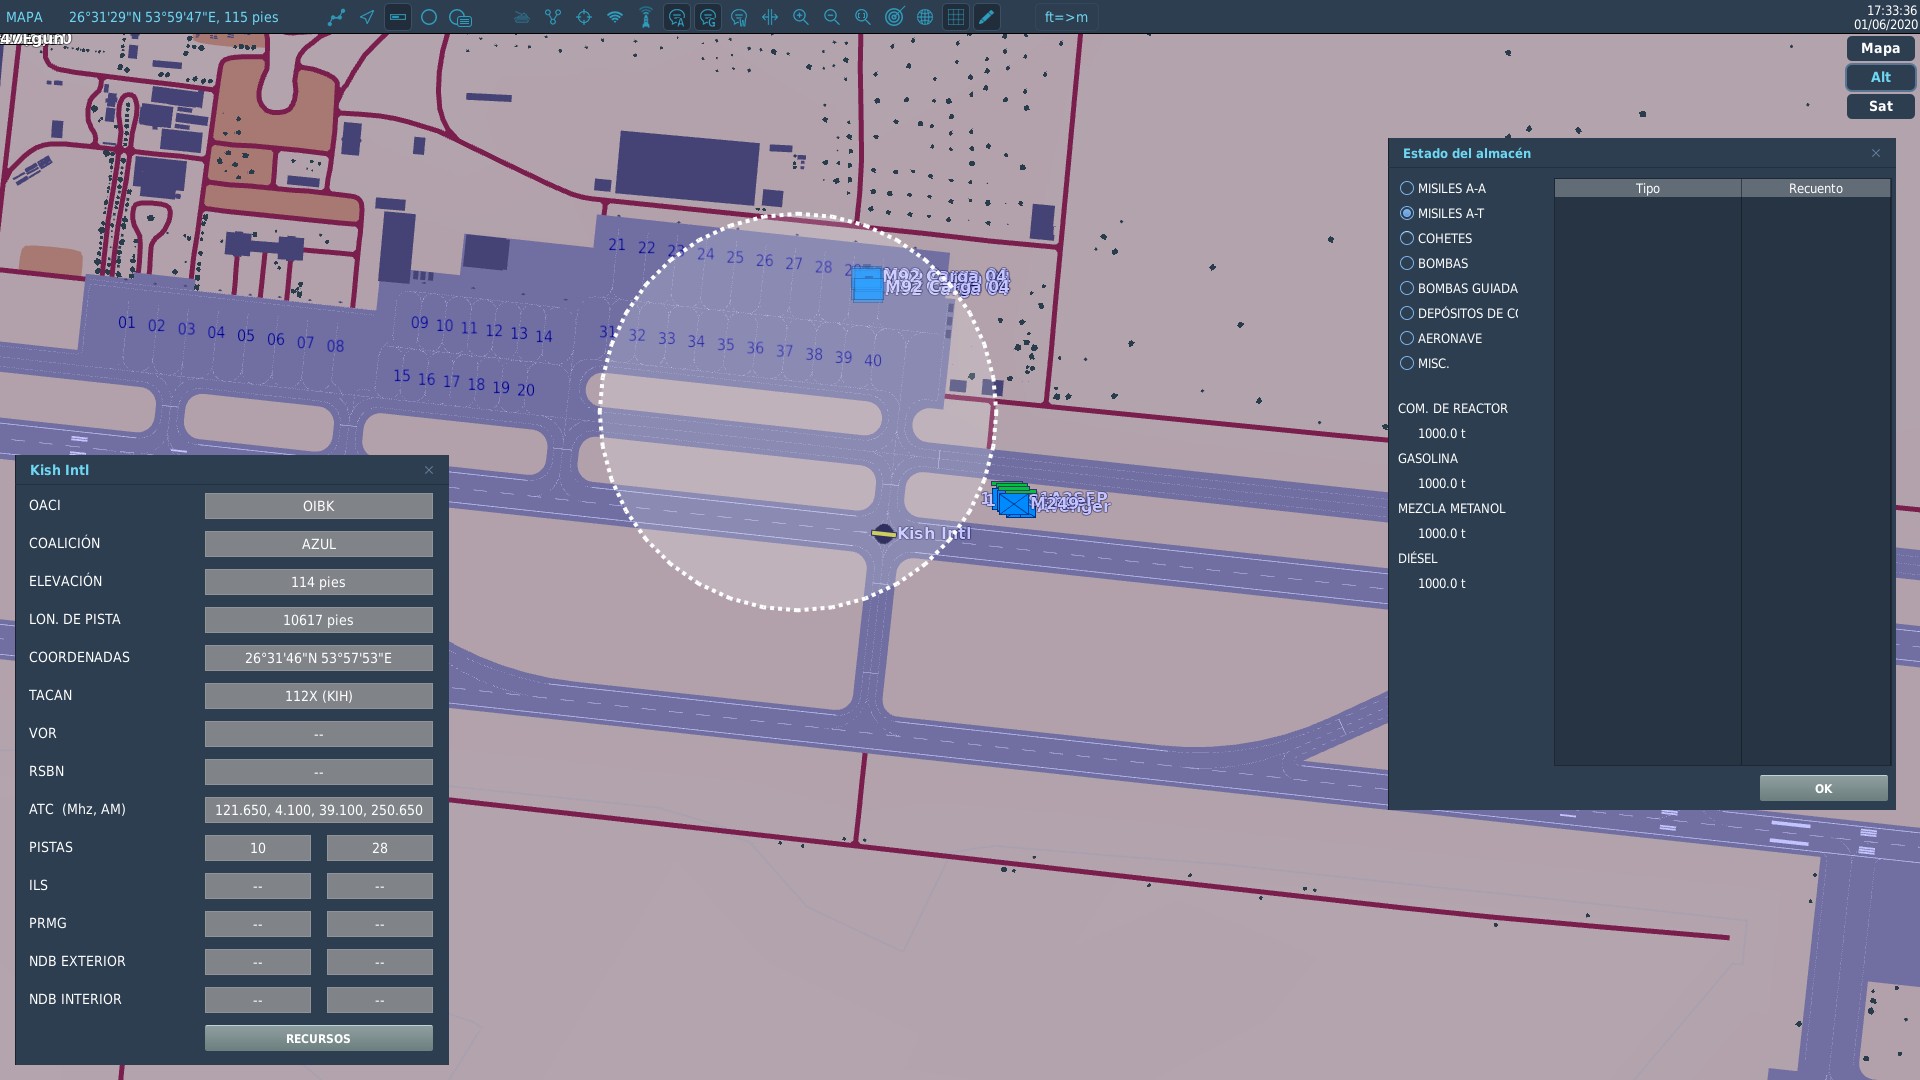 MAPA 26°31'29"N 53°59'47"E, 115 pies
ft=>m
17:33:36
01/06/2020
Mapa
Alt
Sat
21 22 23 24 25 26 27 28
M92 Carga 04
M92 Carga 04
01 02 03 04 05 06 07 08
09 10 11 12 13 14
31 32 33 34 35 36 37 38 39 40
15 16 17 18 19 20
M249
Kish Intl
Kish Intl
OACI OIBK
COALICIÓN AZUL
ELEVACIÓN 114 pies
LON. DE PISTA 10617 pies
COORDENADAS 26°31'46"N 53°57'53"E
TACAN 112X (KIH)
VOR --
RSBN --
ATC (Mhz, AM) 121.650, 4.100, 39.100, 250.650
PISTAS 10 28
ILS -- --
PRMG -- --
NDB EXTERIOR -- --
NDB INTERIOR -- --
RECURSOS
Estado del almacén
MISILES A-A
MISILES A-T
COHETES
BOMBAS
BOMBAS GUIADA
DEPÓSITOS DE CO
AERONAVE
MISC.
Tipo Recuento
COM. DE REACTOR
1000.0 t
GASOLINA
1000.0 t
MEZCLA METANOL
1000.0 t
DIÉSEL
1000.0 t
OK